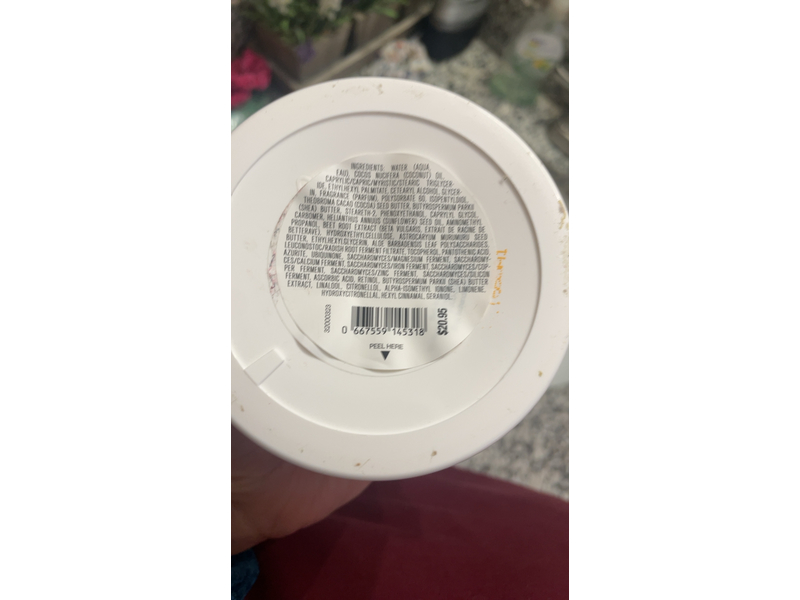 INGREDIENTS: WATER (AQUA,
EAU), COCOS NUCIFERA (COCONUT) OIL,
CAPRYLIC/CAPRIC/MYRISTIC/STEARIC TRIGLYCER-
IDE, ETHYLHEXYL PALMITATE, CETEARYL ALCOHOL, GLYCER-
IN, FRAGRANCE (PARFUM), POLYSORBATE 60, ISOPENTYLDIOL,
THEOBROMA CACAO (COCOA) SEED BUTTER, BUTYROSPERMUM PARKII
(SHEA) BUTTER, STEARETH-2, PHENOXYETHANOL, CAPRYLYL GLYCOL,
CARBOMER, HELIANTHUS ANNUUS (SUNFLOWER) SEED OIL, AMINOMETHYL
PROPANOL, BEET ROOT EXTRACT (BETA VULGARIS, EXTRAIT DE RACINE DE
BETTERAVE), HYDROXYETHYLCELLULOSE, ASTROCARYUM MURUMURU SEED
BUTTER, ETHYLHEXYLGLYCERIN, ALOE BARBADENSIS LEAF POLYSACCHARIDES,
LEUCONOSTOC/RADISH ROOT FERMENT FILTRATE, TOCOPHEROL, PANTOTHENIC ACID,
AZURITE, UBIQUINONE, SACCHAROMYCES/MAGNESIUM FERMENT, SACCHAROMY-
CES/CALCIUM FERMENT, SACCHAROMYCES/IRON FERMENT, SACCHAROMYCES/COP-
PER FERMENT, SACCHAROMYCES/ZINC FERMENT, SACCHAROMYCES/SILICON
FERMENT, ASCORBIC ACID, RETINOL, BUTYROSPERMUM PARKII (SHEA) BUTTER
EXTRACT, LINALOOL, CITRONELLOL, ALPHA-ISOMETHYL IONONE, LIMONENE,
HYDROXYCITRONELLAL, HEXYL CINNAMAL, GERANIOL.
32000323
0 667559 145318
$20.95
PEEL HERE